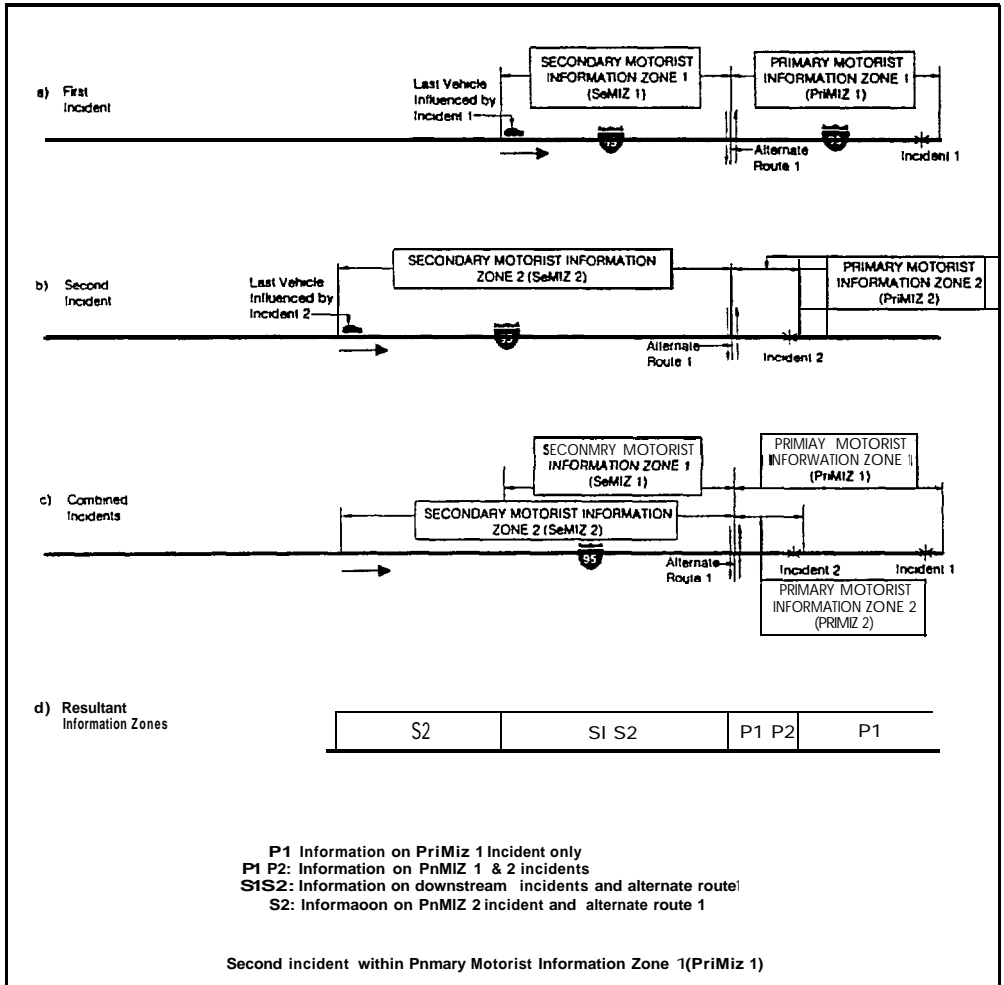 a) First
Incident
Last Vehicle
Influenced by
Incident 1
SECONDARY MOTORIST
INFORMATION ZONE 1
(SeMIZ 1)
PRIMARY MOTORIST
INFORMATION ZONE 1
(PriMIZ 1)
95
Alternate
Route 1
95
Incident 1
b) Second
Incident
Last Vehicle
Influenced by
Incident 2
SECONDARY MOTORIST INFORMATION
ZONE 2 (SeMIZ 2)
PRIMARY MOTORIST
INFORMATION ZONE 2
(PriMIZ 2)
95
Alternate
Route 1
Incident 2
c) Combined
Incidents
SECONMRY MOTORIST
INFORMATION ZONE 1
(SeMIZ 1)
PRIMIAY MOTORIST
INFORWATION ZONE 1
(PriMIZ 1)
SECONDARY MOTORIST INFORMATION
ZONE 2 (SeMIZ 2)
95
Alternate
Route 1
Incident 2
Incident 1
PRIMARY MOTORIST
INFORMATION ZONE 2
(PRIMIZ 2)
d) Resultant
Information Zones
S2
SI S2
P1 P2
P1
P1 Information on PriMiz 1 Incident only
P1 P2: Information on PnMIZ 1 & 2 incidents
S1S2: Information on downstream incidents and alternate route1
S2: Informaoon on PnMIZ 2 incident and alternate route 1
Second incident within Pnmary Motorist Information Zone 1(PriMiz 1)